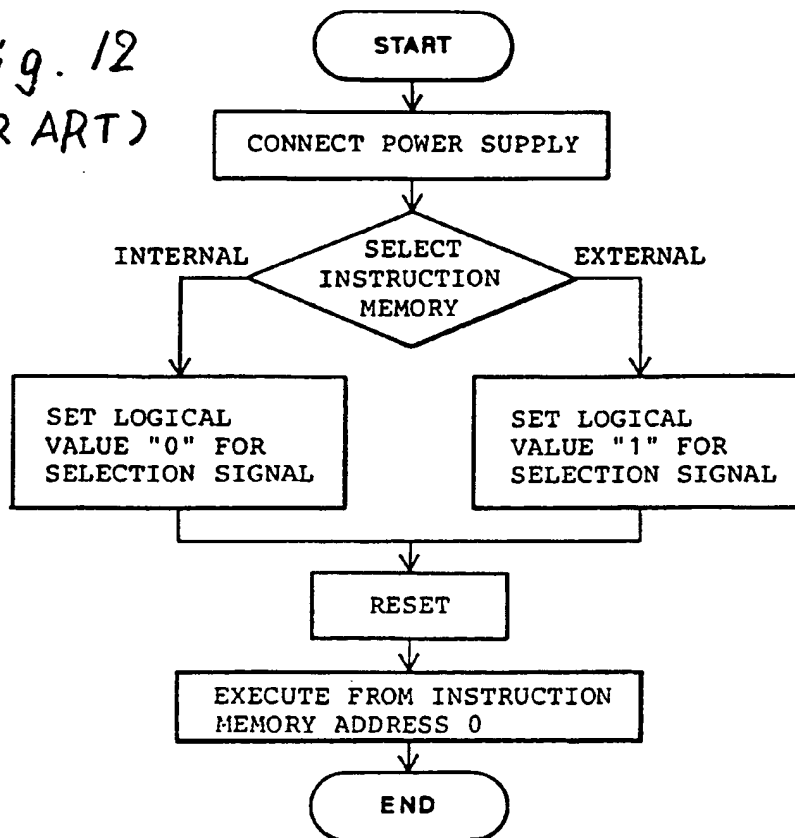 ig. 12
R ART)
START
CONNECT POWER SUPPLY
SELECT
INSTRUCTION
MEMORY
INTERNAL
EXTERNAL
SET LOGICAL
VALUE "0" FOR
SELECTION SIGNAL
SET LOGICAL
VALUE "1" FOR
SELECTION SIGNAL
RESET
EXECUTE FROM INSTRUCTION
MEMORY ADDRESS 0
END